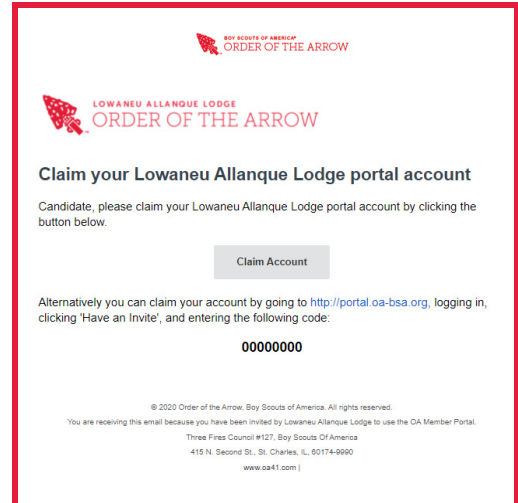 BOY SCOUTS OF AMERICA®
ORDER OF THE ARROW
LOWANEU ALLANQUE LODGE
ORDER OF THE ARROW
Claim your Lowaneu Allanque Lodge portal account
Candidate, please claim your Lowaneu Allanque Lodge portal account by clicking the
button below.
Claim Account
Alternatively you can claim your account by going to http://portal.oa-bsa.org, logging in,
clicking 'Have an Invite', and entering the following code:
00000000
© 2020 Order of the Arrow, Boy Scouts of America. All rights reserved.
You are receiving this email because you have been invited by Lowaneu Allanque Lodge to use the OA Member Portal.
Three Fires Council #127, Boy Scouts Of America
415 N. Second St., St. Charles, IL, 60174-9990
www.oa41.com |